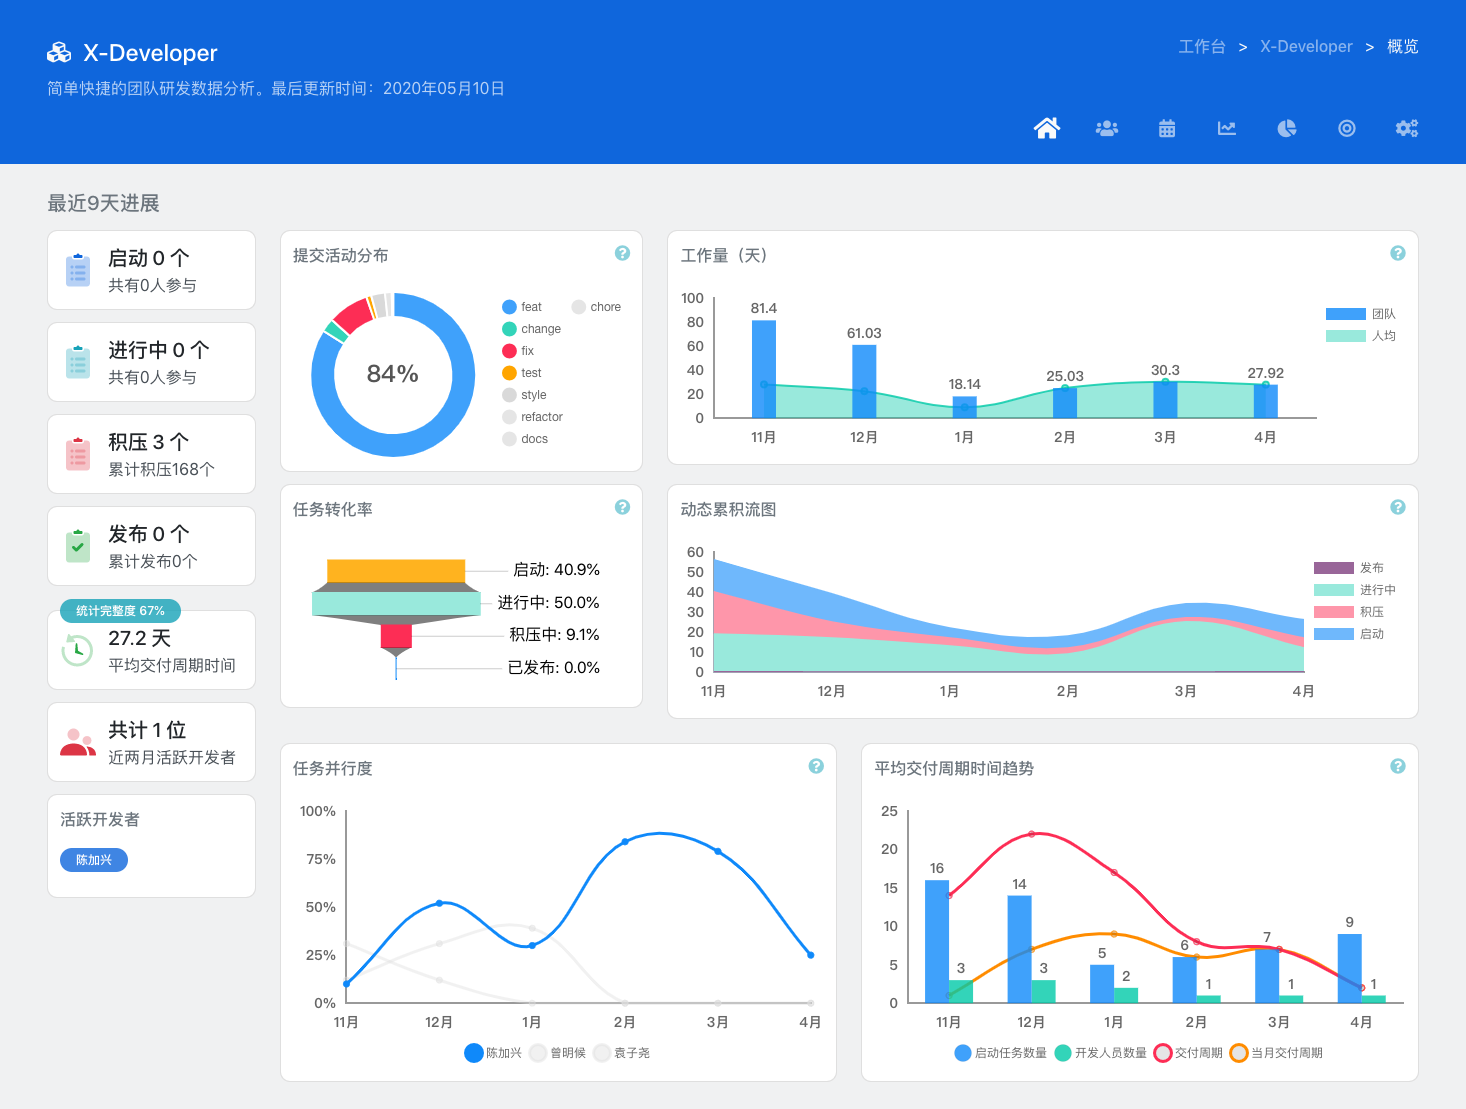 X-Developer
工作台 > X-Developer > 概览
简单快捷的团队研发数据分析。最后更新时间：2020年05月10日
最近9天进展
启动 0 个
共有0人参与
进行中 0 个
共有0人参与
积压 3 个
累计积压168个
发布 0 个
累计发布0个
统计完整度 67%
27.2 天
平均交付周期时间
共计 1 位
近两月活跃开发者
活跃开发者
陈加兴
提交活动分布
?
84%
feat
chore
change
fix
test
style
refactor
docs
工作量（天）
?
100
80
60
40
20
0
81.4
61.03
18.14
25.03
30.3
27.92
11月
12月
1月
2月
3月
4月
团队
人均
任务转化率
?
启动: 40.9%
进行中: 50.0%
积压中: 9.1%
已发布: 0.0%
动态累积流图
?
60
50
40
30
20
10
0
11月
12月
1月
2月
3月
4月
发布
进行中
积压
启动
任务并行度
?
100%
75%
50%
25%
0%
11月
12月
1月
2月
3月
4月
陈加兴
曾明候
袁子尧
平均交付周期时间趋势
?
25
20
15
10
5
0
16
3
14
3
5
2
6
1
7
1
9
1
11月
12月
1月
2月
3月
4月
启动任务数量
开发人员数量
交付周期
当月交付周期